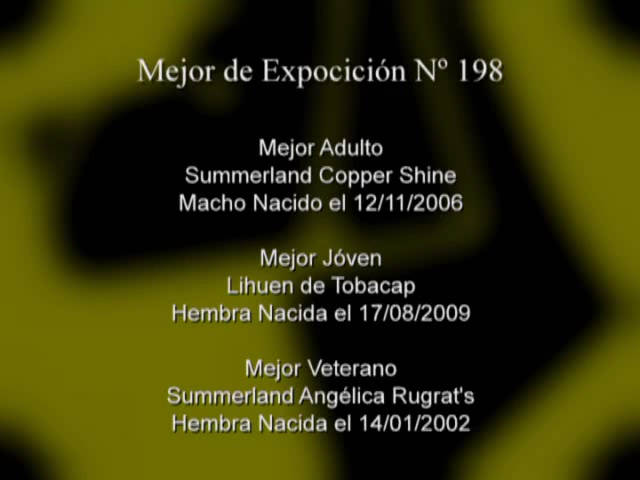 Mejor de Expocición Nº 198
Mejor Adulto
Summerland Copper Shine
Macho Nacido el 12/11/2006
Mejor Jóven
Lihuen de Tobacap
Hembra Nacida el 17/08/2009
Mejor Veterano
Summerland Angélica Rugrat's
Hembra Nacida el 14/01/2002